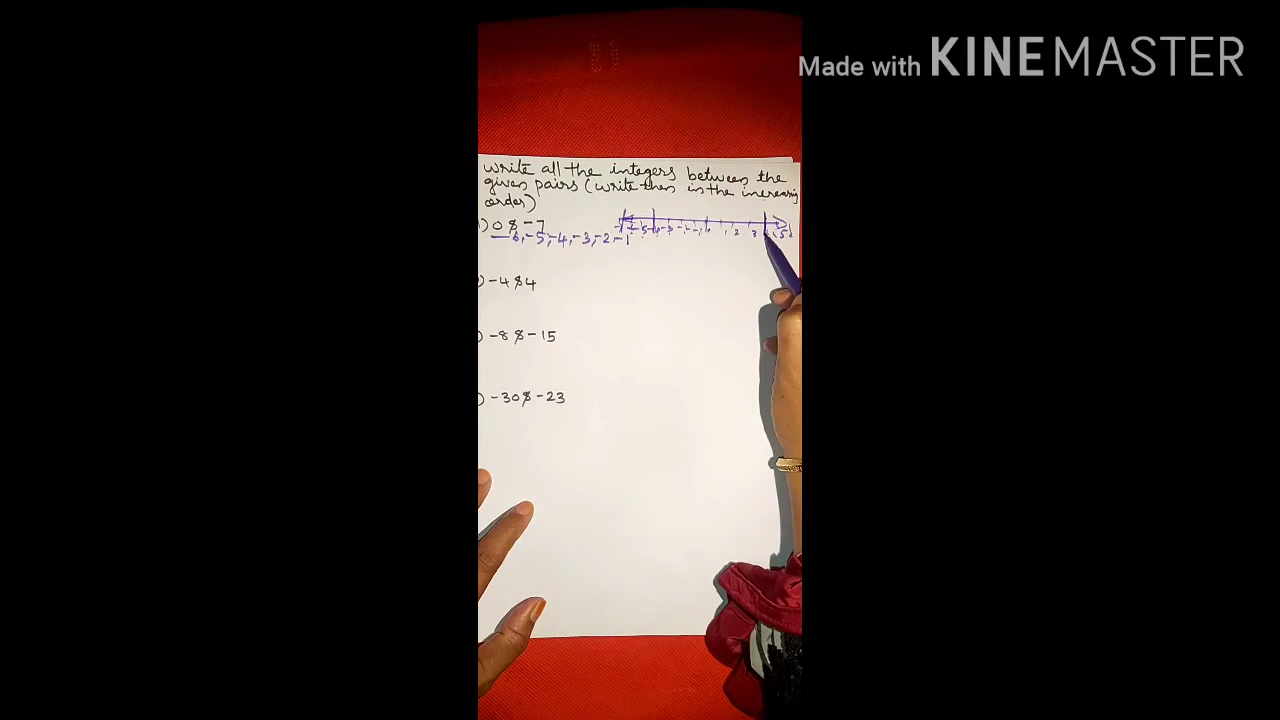 Made with KINEMASTER
write all the integers between the
given pairs (write them in the increasing
order)
) 0 & -7
-6, -5, -4, -3, -2, -1
) -4 & 4
) -8 & -15
) -30 & -23